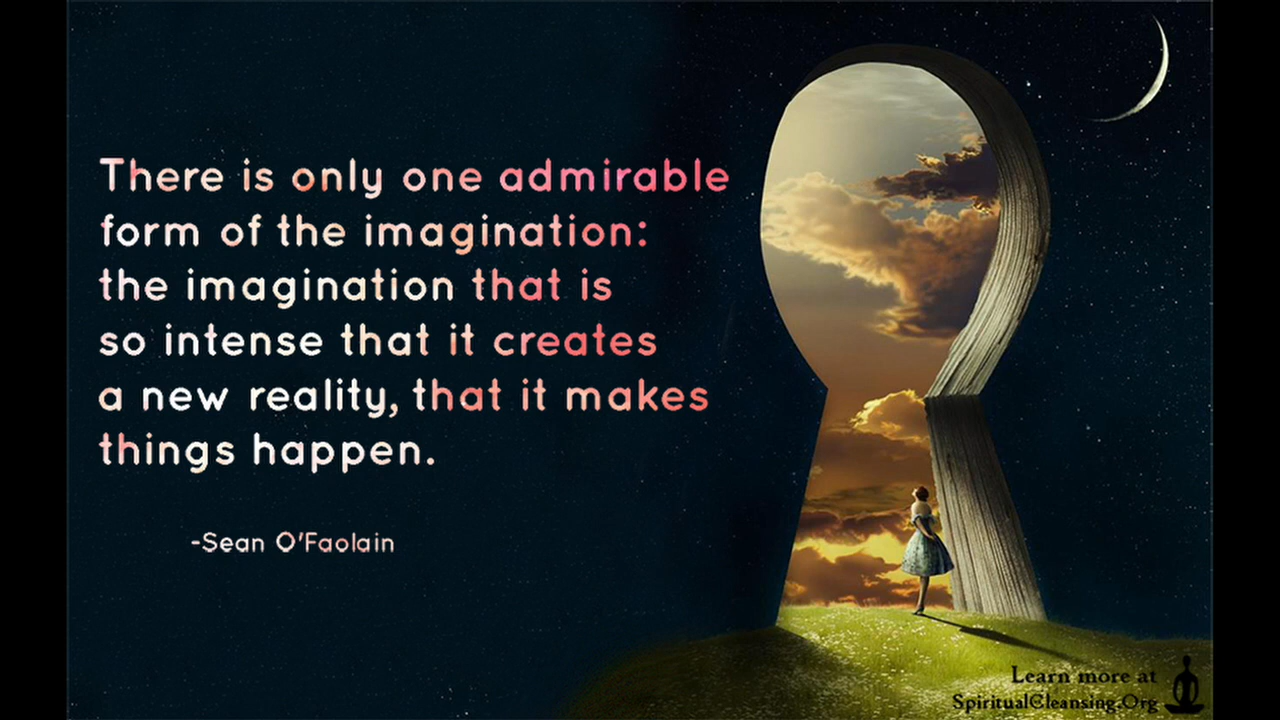 There is only one admirable
form of the imagination:
the imagination that is
so intense that it creates
a new reality, that it makes
things happen.
-Sean O'Faolain
Learn more at
SpiritualCleansing.Org